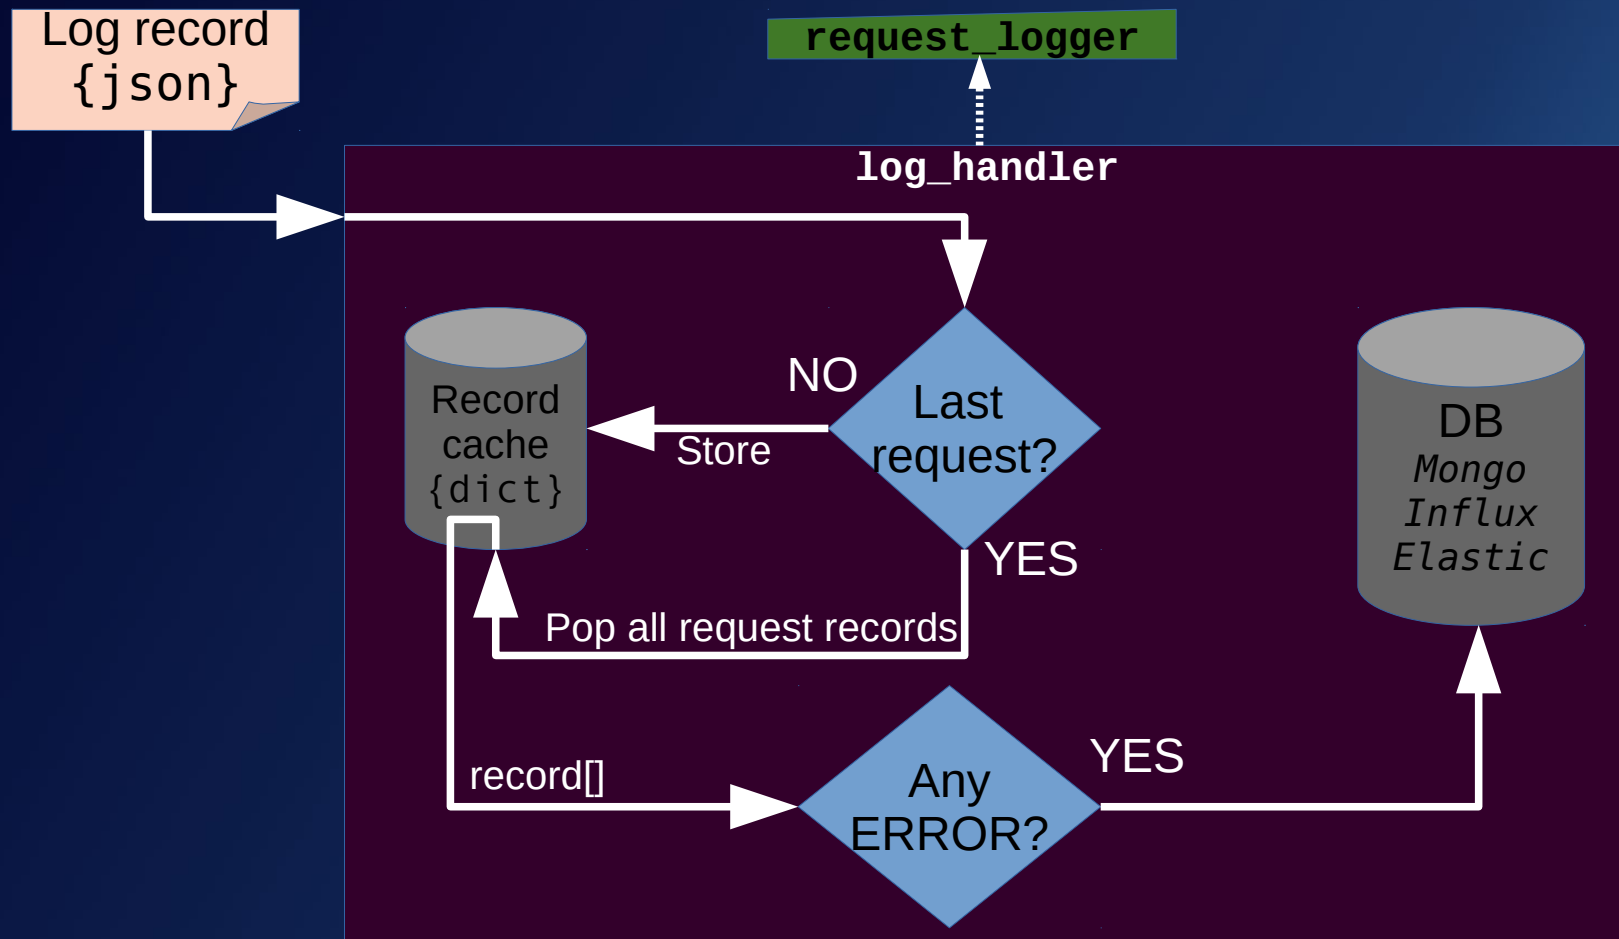 Log record
{json}
request_logger
log_handler
NO
Last
request?
Store
Record
cache
{dict}
DB
Mongo
Influx
Elastic
YES
Pop all request records
record[]
Any
ERROR?
YES